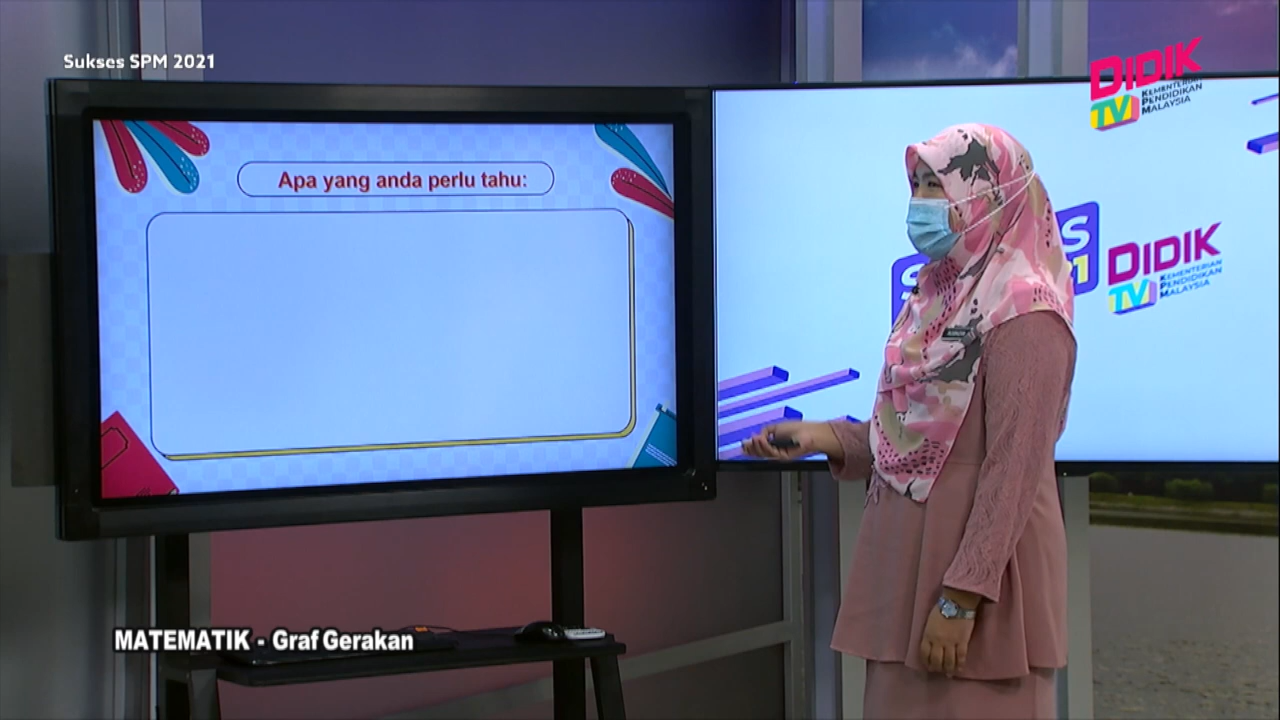 Sukses SPM 2021
DIDIK
TV KEMENTERIAN
PENDIDIKAN
MALAYSIA
Apa yang anda perlu tahu:
DIDIK
TV KEMENTERIAN
PENDIDIKAN
MALAYSIA
MATEMATIK - Graf Gerakan